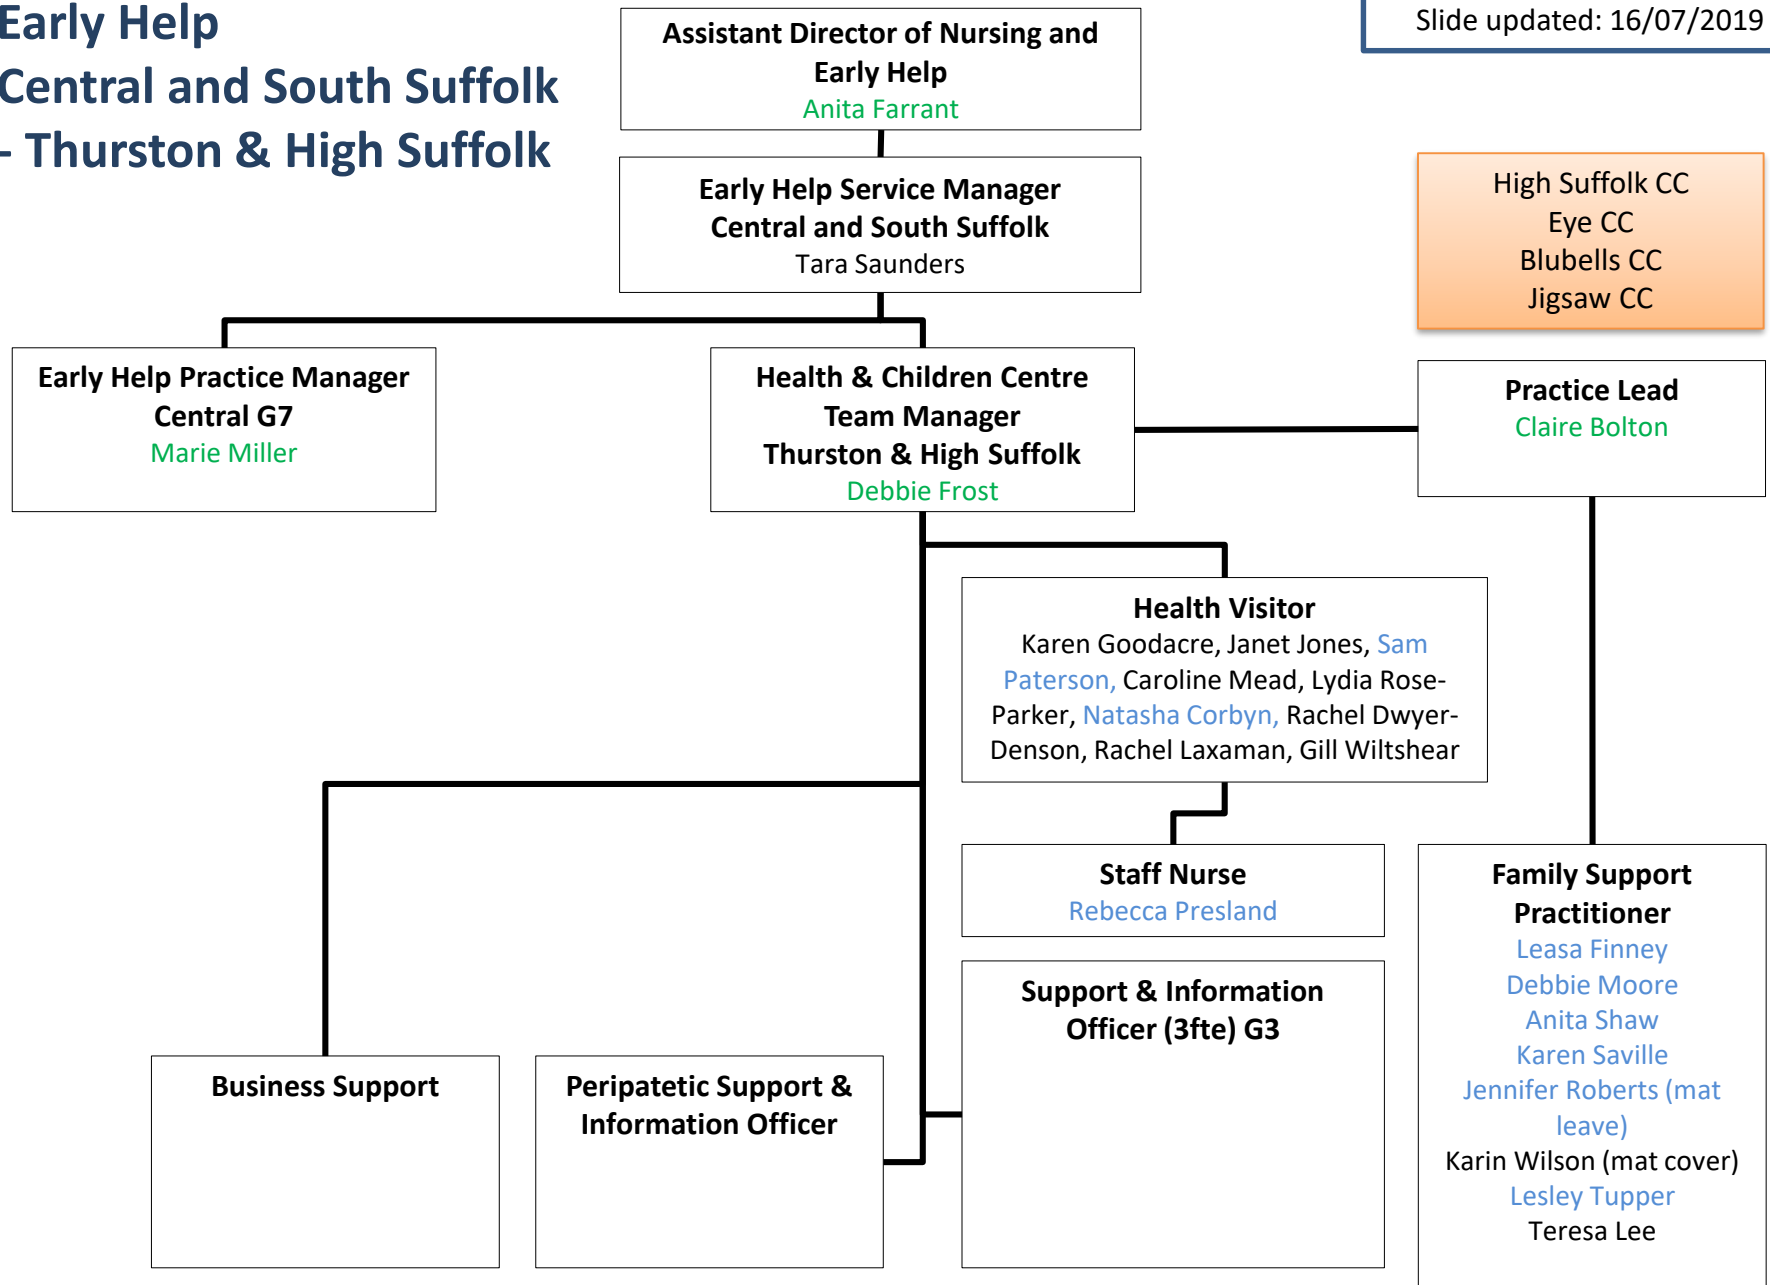 Early Help
Central and South Suffolk
- Thurston & High Suffolk
Assistant Director of Nursing and
Early Help
Anita Farrant
Slide updated: 16/07/2019
Early Help Service Manager
Central and South Suffolk
Tara Saunders
High Suffolk CC
Eye CC
Blubells CC
Jigsaw CC
Early Help Practice Manager
Central G7
Marie Miller
Health & Children Centre
Team Manager
Thurston & High Suffolk
Debbie Frost
Practice Lead
Claire Bolton
Health Visitor
Karen Goodacre, Janet Jones, Sam
Paterson, Caroline Mead, Lydia Rose-
Parker, Natasha Corbyn, Rachel Dwyer-
Denson, Rachel Laxaman, Gill Wiltshear
Staff Nurse
Rebecca Presland
Family Support
Practitioner
Leasa Finney
Debbie Moore
Anita Shaw
Karen Saville
Jennifer Roberts (mat
leave)
Karin Wilson (mat cover)
Lesley Tupper
Teresa Lee
Support & Information
Officer (3fte) G3
Business Support
Peripatetic Support &
Information Officer